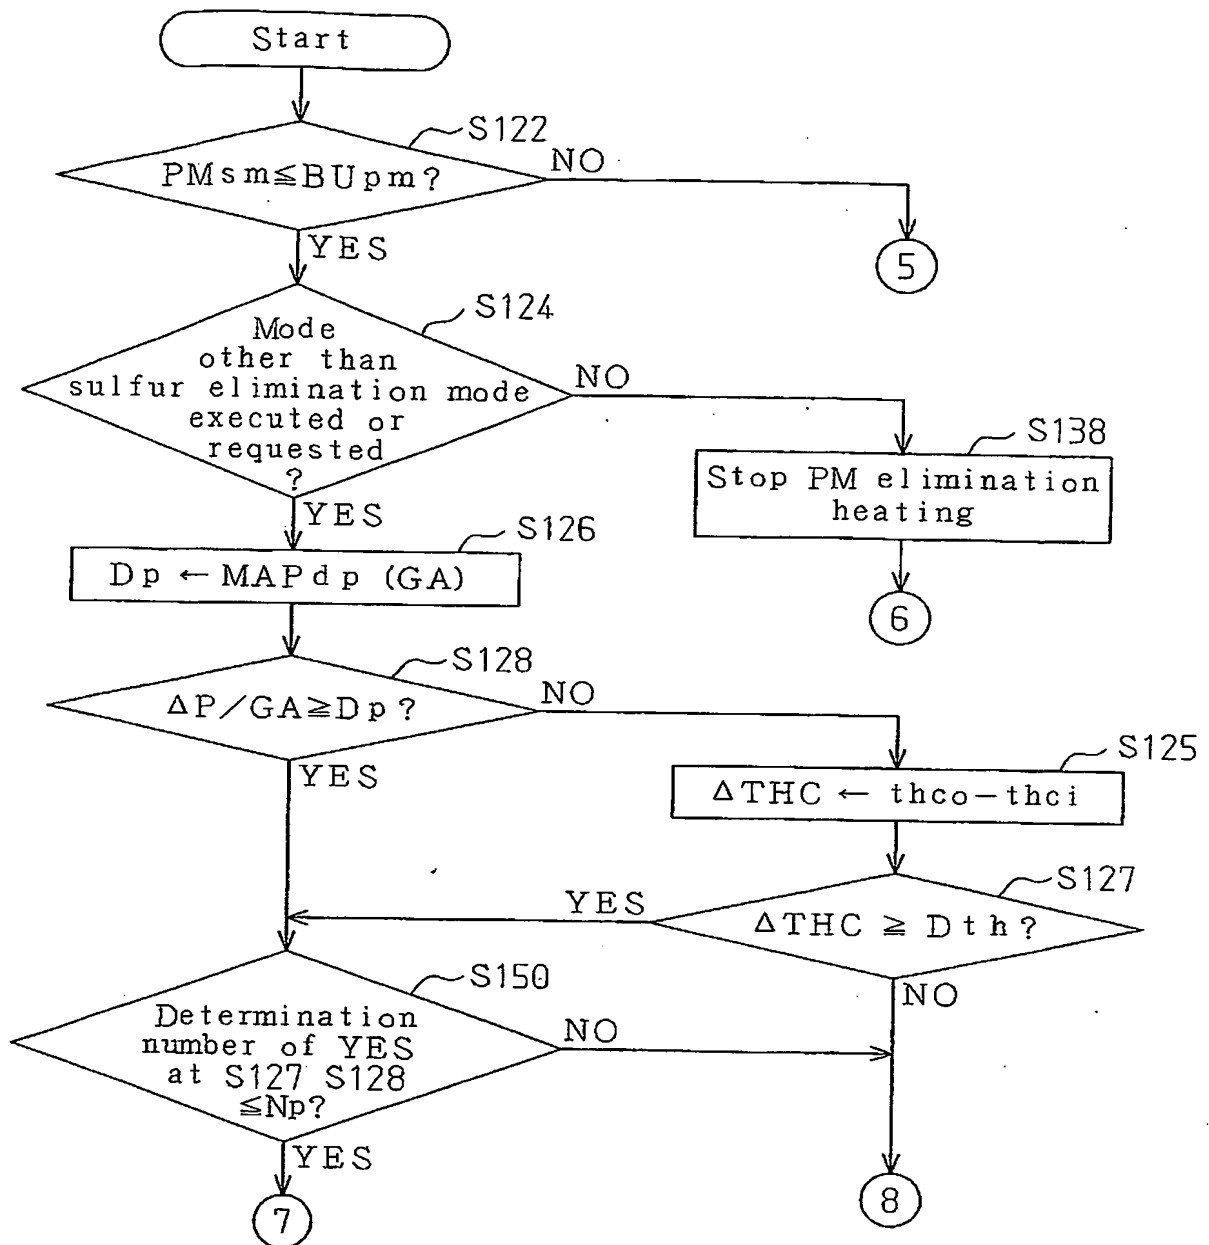 Start
S122
PMsm≦BUpm?
NO
YES
5
S124
Mode
other than
sulfur elimination mode
executed or
requested
?
NO
YES
S138
Stop PM elimination
heating
6
S126
Dp ← MAPdp (GA)
S128
ΔP/GA≧Dp?
NO
YES
S125
ΔTHC ← thco-thci
S127
ΔTHC ≧ Dth?
YES
NO
S150
Determination
number of YES
at S127 S128
≦Np?
NO
YES
7
8